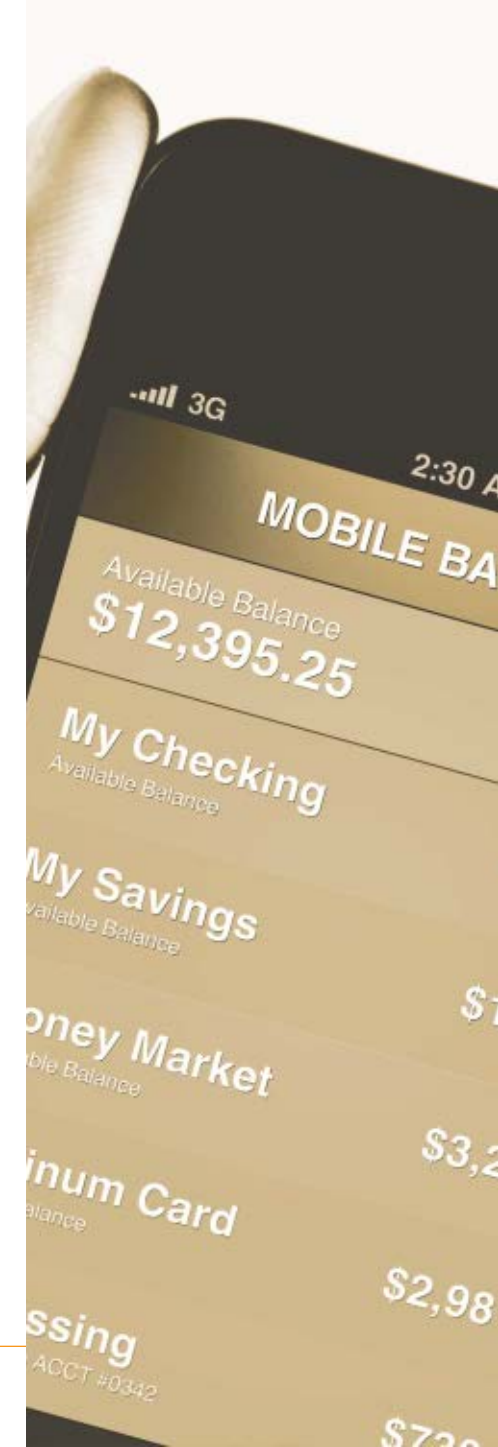 3G
2:30 A
MOBILE BA
Available Balance
$12,395.25
My Checking
Available Balance
My Savings
vailable Balance
$1
oney Market
ble Balance
$3,2
inum Card
alance
$2,98
ssing
ACCT #0342